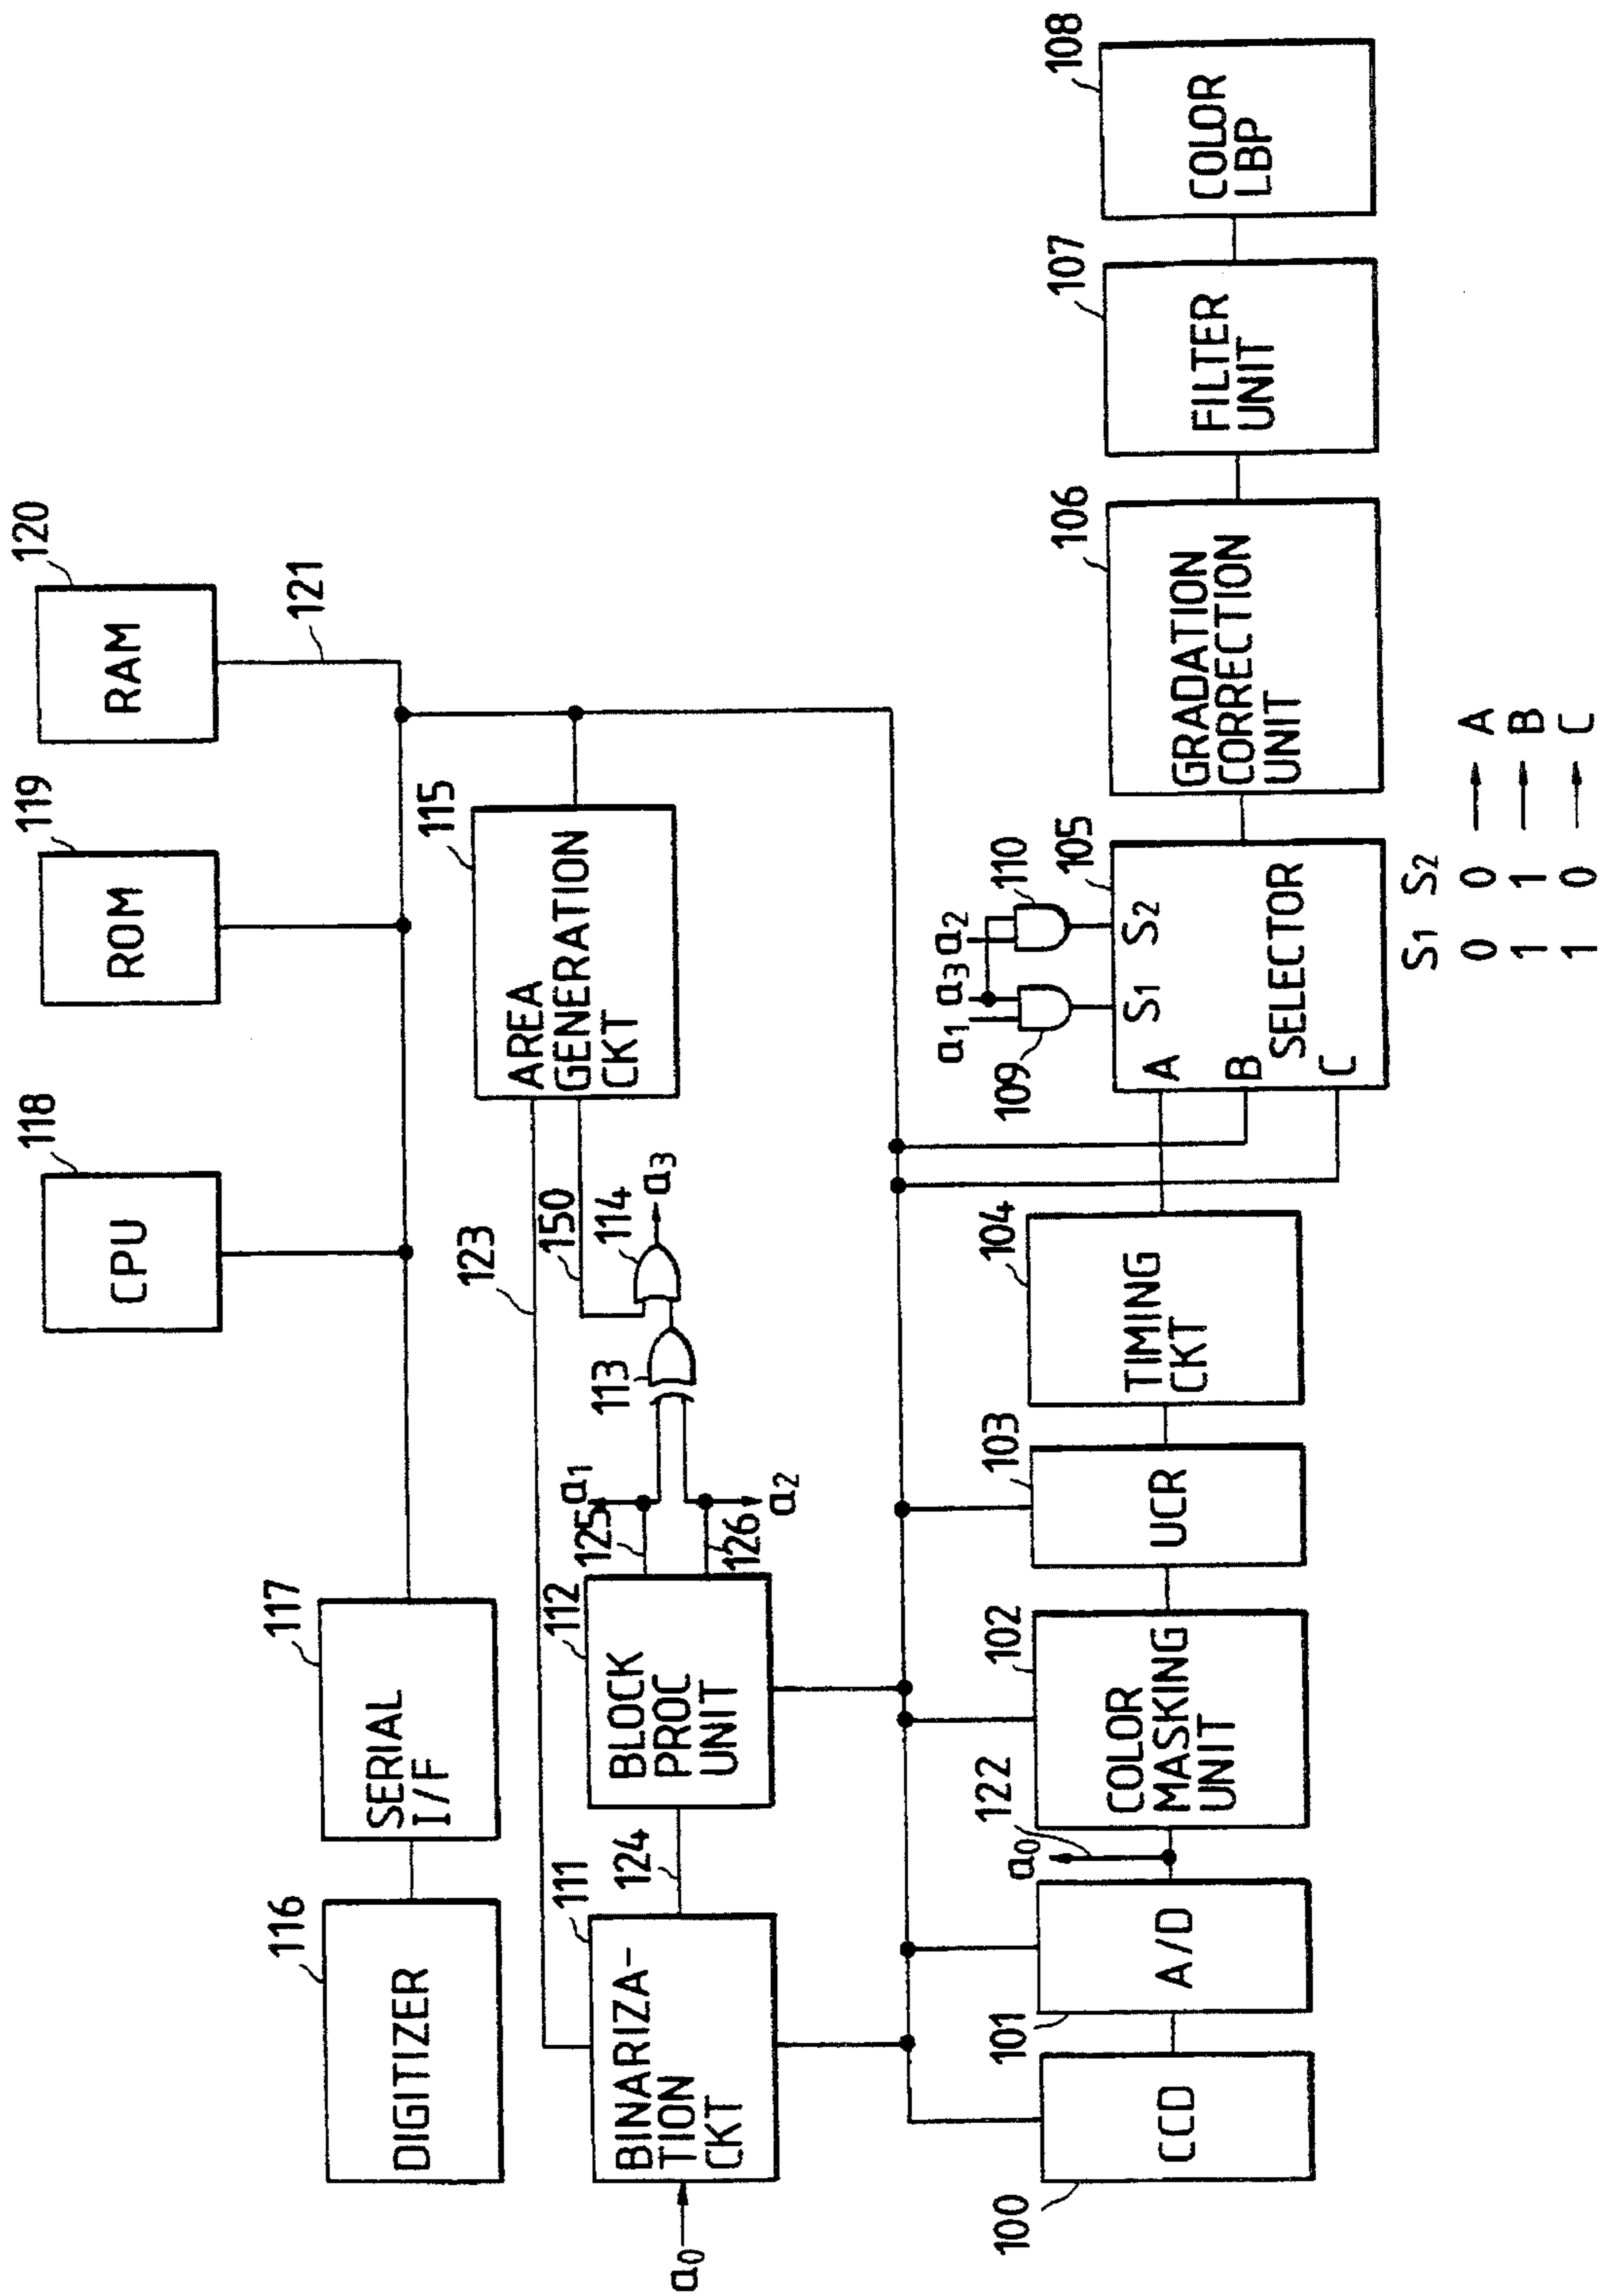 120
RAM
121
119
ROM
118
CPU
117
SERIAL
I/F
116
DIGITIZER
115
AREA
GENERATION
CKT
123
150
114
a3
113
125
a1
126
a2
112
BLOCK
PROC
UNIT
124
111
BINARIZA-
TION
CKT
a0
100
CCD
101
A/D
a0
122
102
COLOR
MASKING
UNIT
103
UCR
104
TIMING
CKT
a1 a3 a2
109
110
105
S1 S2
A
B
C
SELECTOR
106
GRADATION
CORRECTION
UNIT
107
FILTER
UNIT
108
COLOR
LBP
S1 S2
0 0 → A
1 1 → B
1 0 → C